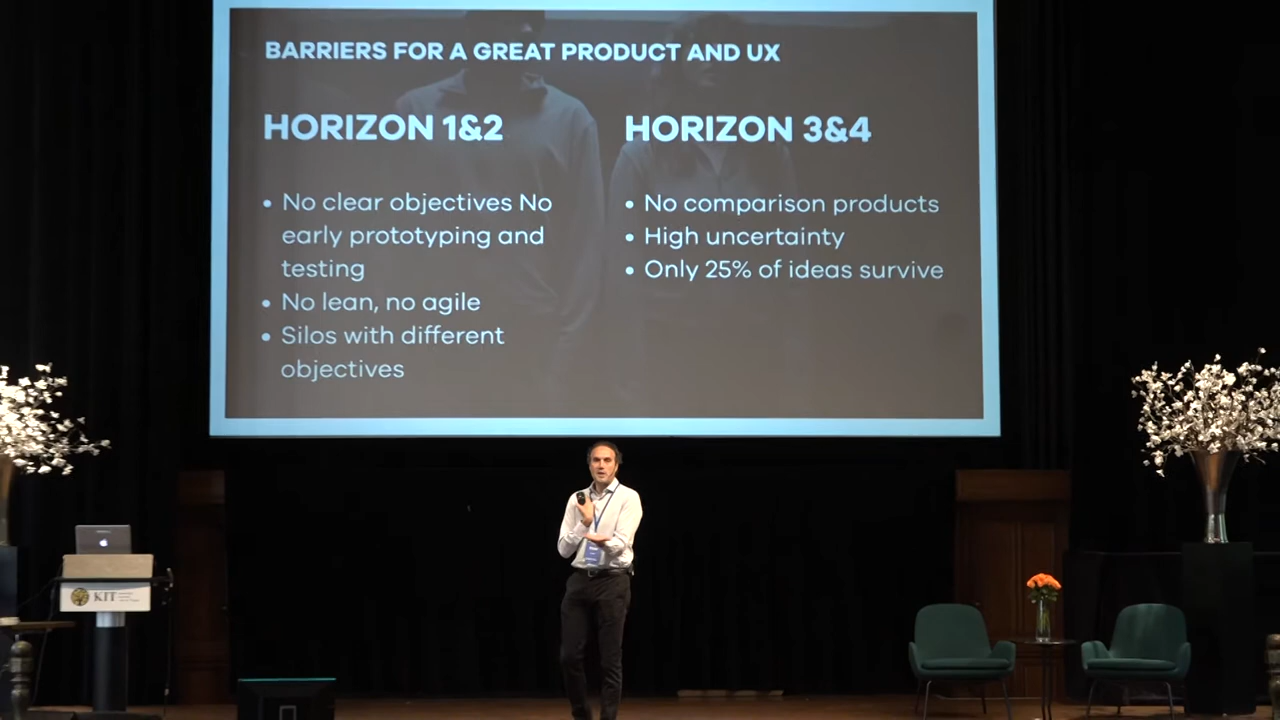 BARRIERS FOR A GREAT PRODUCT AND UX
HORIZON 1&2
• No clear objectives No
early prototyping and
testing
• No lean, no agile
• Silos with different
objectives
HORIZON 3&4
• No comparison products
• High uncertainty
• Only 25% of ideas survive
KIT